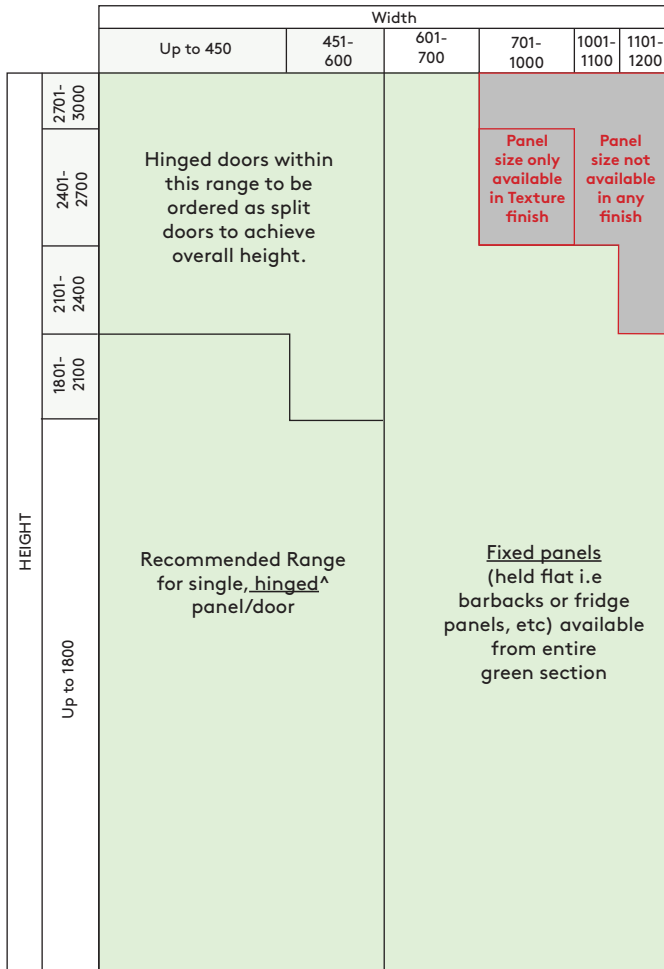 Width
Up to 450
451-
600
601-
700
701-
1000
1001-
1100
1101-
1200
HEIGHT
2701-
3000
2401-
2700
2101-
2400
1801-
2100
Up to 1800
Hinged doors within
this range to be
ordered as split
doors to achieve
overall height.
Panel
size only
available
in Texture
finish
Panel
size not
available
in any
finish
Recommended Range
for single, hinged^
panel/door
Fixed panels
(held flat i.e
barbacks or fridge
panels, etc) available
from entire
green section